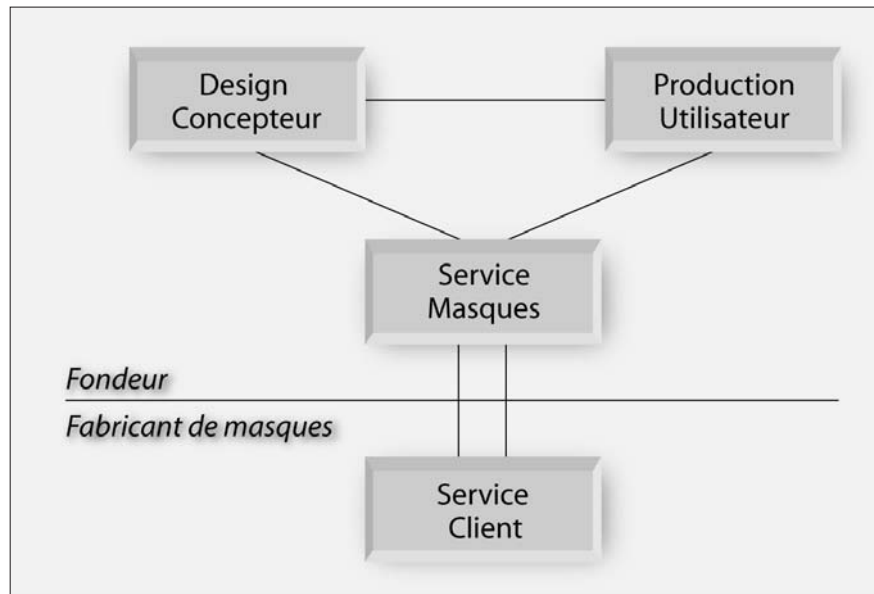 Design
Concepteur
Production
Utilisateur
Service
Masques
Fondeur
Fabricant de masques
Service
Client